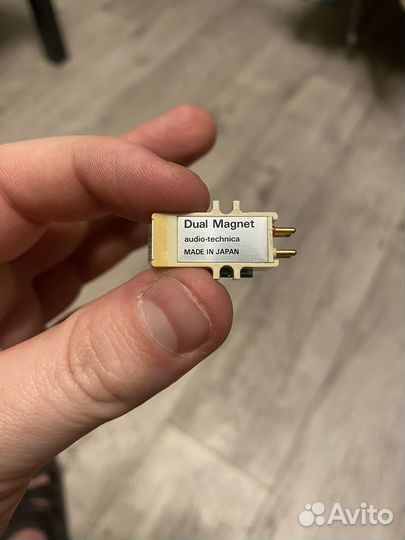 Dual Magnet
audio-technica
MADE IN JAPAN
Avito